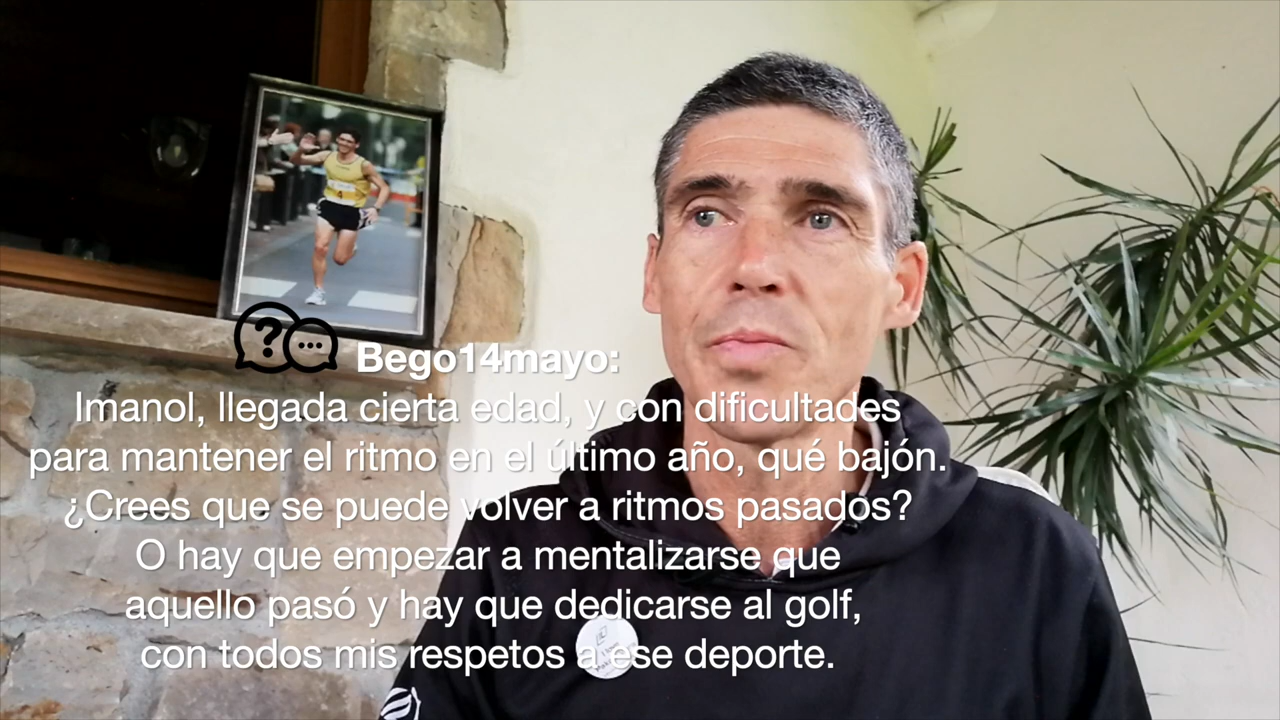 Bego14mayo:
Imanol, llegada cierta edad, y con dificultades
para mantener el ritmo en el último año, qué bajón.
¿Crees que se puede volver a ritmos pasados?
O hay que empezar a mentalizarse que
aquello pasó y hay que dedicarse al golf,
con todos mis respetos a ese deporte.